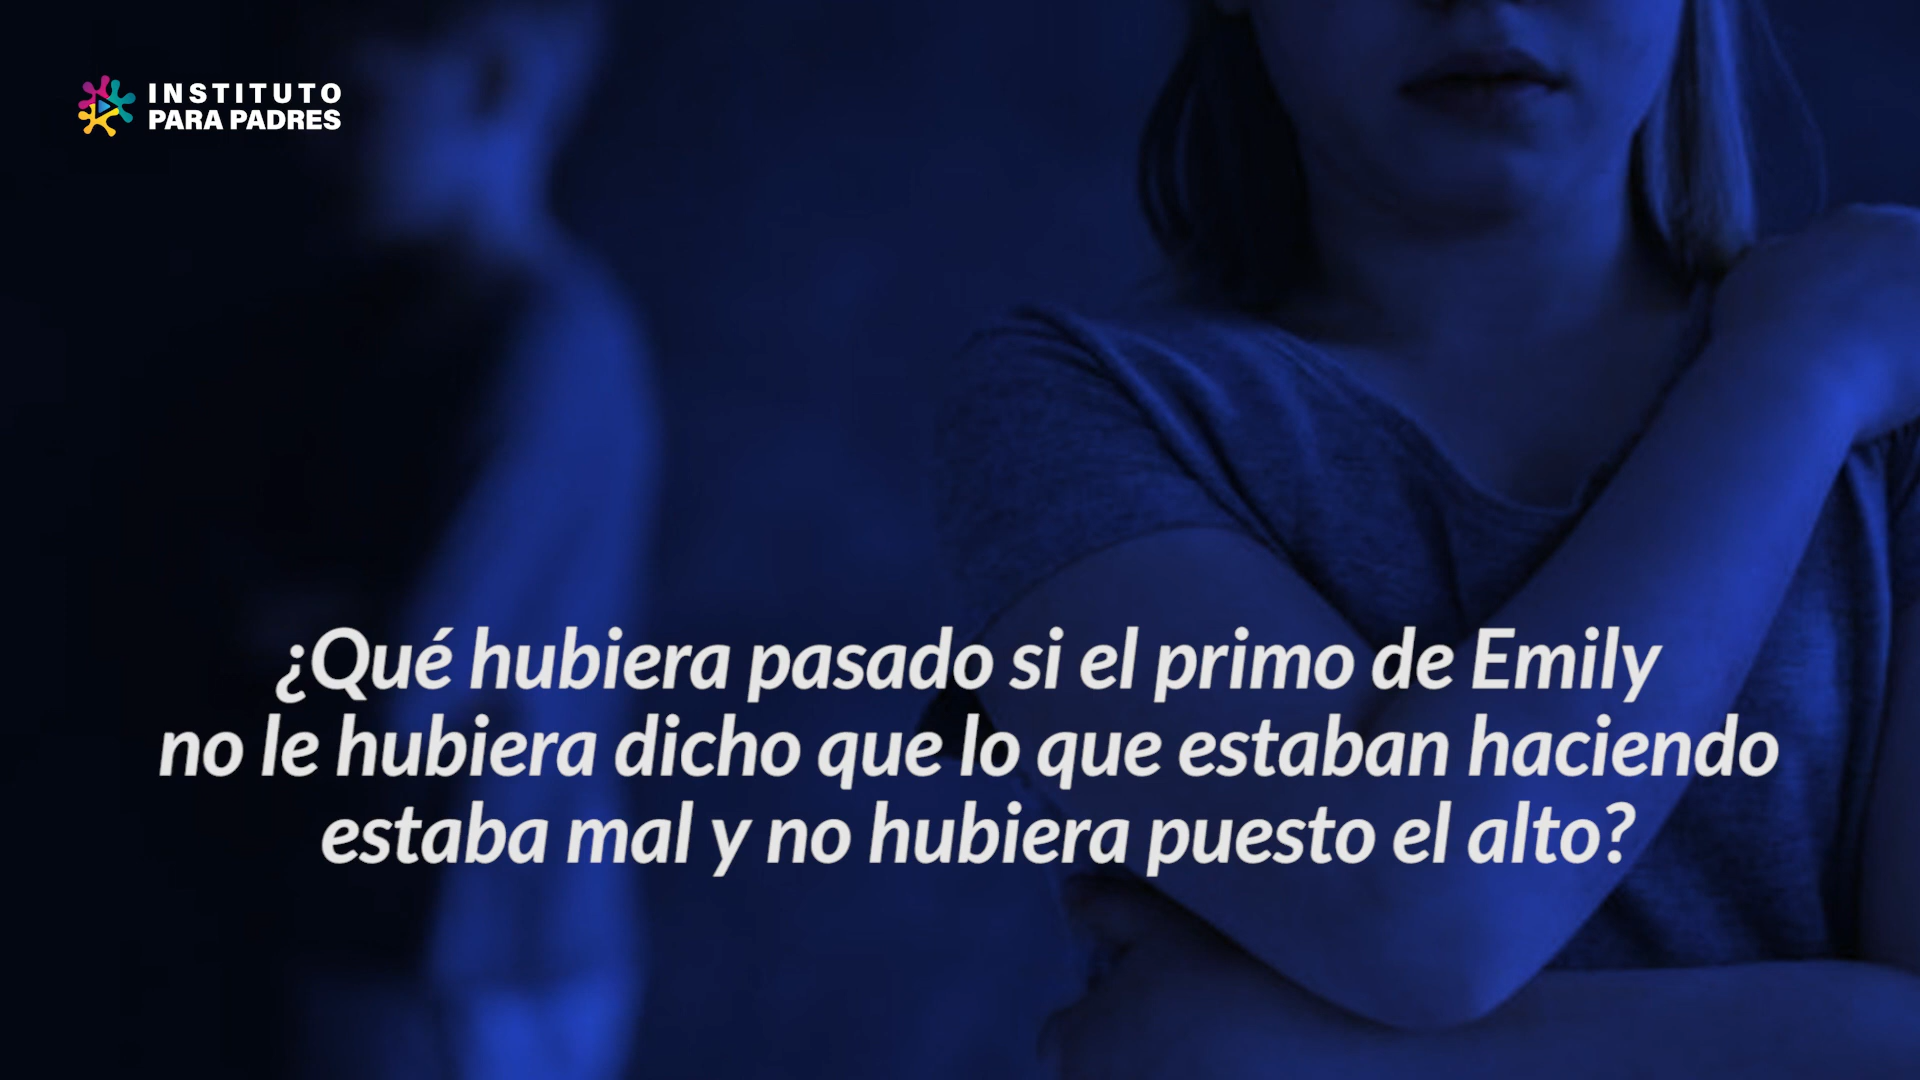 INSTITUTO
PARA PADRES
¿Qué hubiera pasado si el primo de Emily
no le hubiera dicho que lo que estaban haciendo
estaba mal y no hubiera puesto el alto?